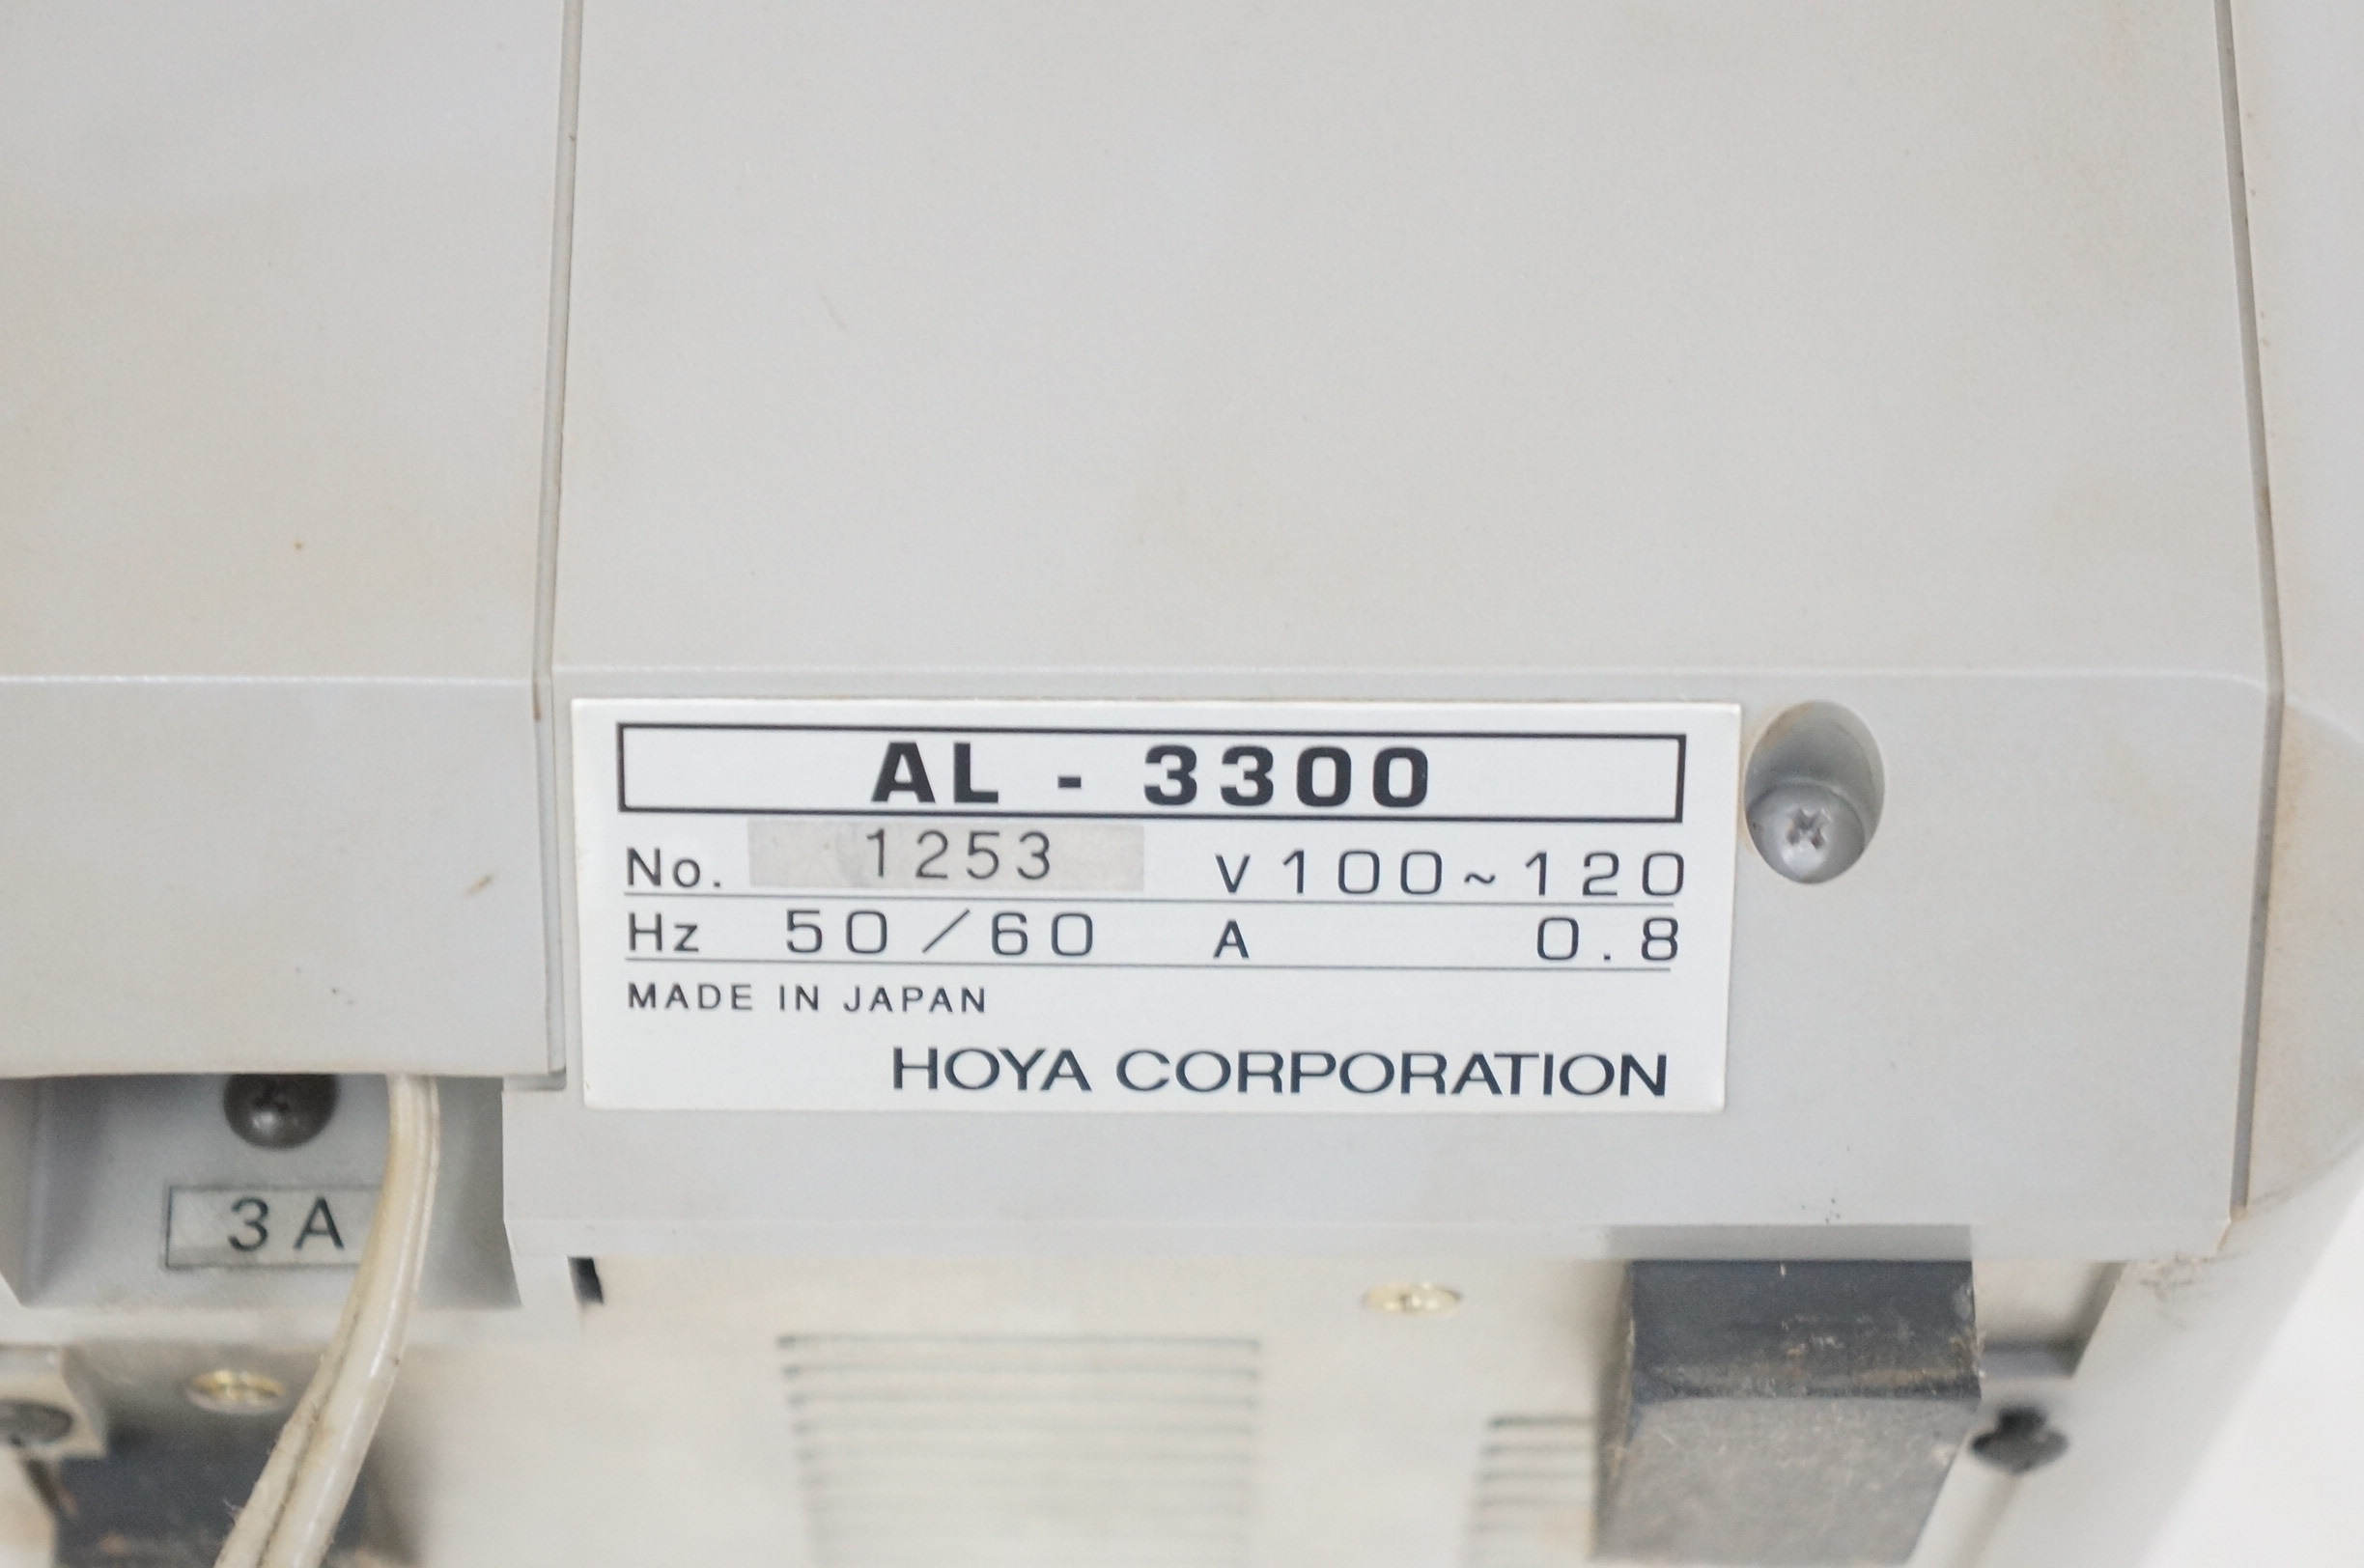 AL - 3300
No. 1253 V 100~120
Hz 50/60 A 0.8
MADE IN JAPAN
HOYA CORPORATION
3A